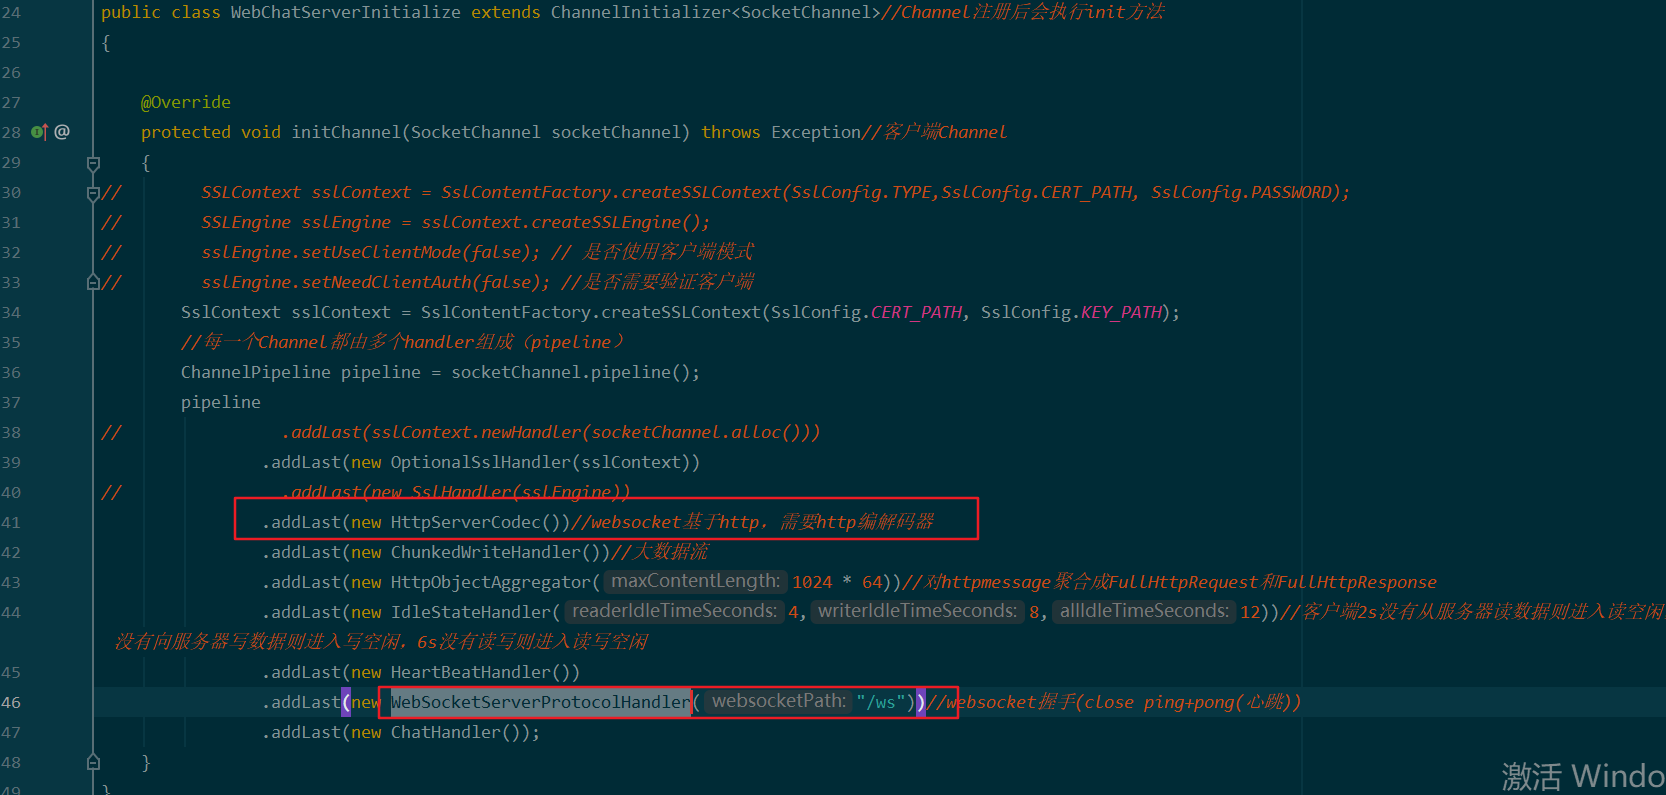 24 public class WebChatServerInitialize extends ChannelInitializer<SocketChannel>//Channel注册后会执行init方法
25 {
26
27 @Override
28 @ protected void initChannel(SocketChannel socketChannel) throws Exception//客户端Channel
29 {
30 // SSLContext sslContext = SslContentFactory.createSSLContext(SslConfig.TYPE,SslConfig.CERT_PATH, SslConfig.PASSWORD);
31 // SSLEngine sslEngine = sslContext.createSSLEngine();
32 // sslEngine.setUseClientMode(false); // 是否使用客户端模式
33 // sslEngine.setNeedClientAuth(false); //是否需要验证客户端
34 SslContext sslContext = SslContentFactory.createSSLContext(SslConfig.CERT_PATH, SslConfig.KEY_PATH);
35 //每一个Channel都由多个handler组成（pipeline）
36 ChannelPipeline pipeline = socketChannel.pipeline();
37 pipeline
38 // .addLast(sslContext.newHandler(socketChannel.alloc()))
39 .addLast(new OptionalSslHandler(sslContext))
40 // .addLast(new SslHandler(sslEngine))
41 .addLast(new HttpServerCodec())//websocket基于http，需要http编解码器
42 .addLast(new ChunkedWriteHandler())//大数据流
43 .addLast(new HttpObjectAggregator( maxContentLength: 1024 * 64))//对httpmessage聚合成FullHttpRequest和FullHttpResponse
44 .addLast(new IdleStateHandler( readerIdleTimeSeconds: 4, writerIdleTimeSeconds: 8, allIdleTimeSeconds: 12))//客户端2s没有从服务器读数据则进入读空闲
没有向服务器写数据则进入写空闲，6s没有读写则进入读写空闲
45 .addLast(new HeartBeatHandler())
46 .addLast(new WebSocketServerProtocolHandler( websocketPath: "/ws"))//websocket握手(close ping+pong(心跳))
47 .addLast(new ChatHandler());
48 }
49 }
激活 Windo